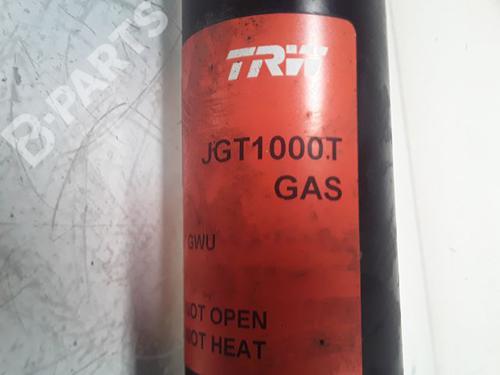 B-PARTS
TRW
JGT1000T
GAS
GWU
NOT OPEN
NOT HEAT